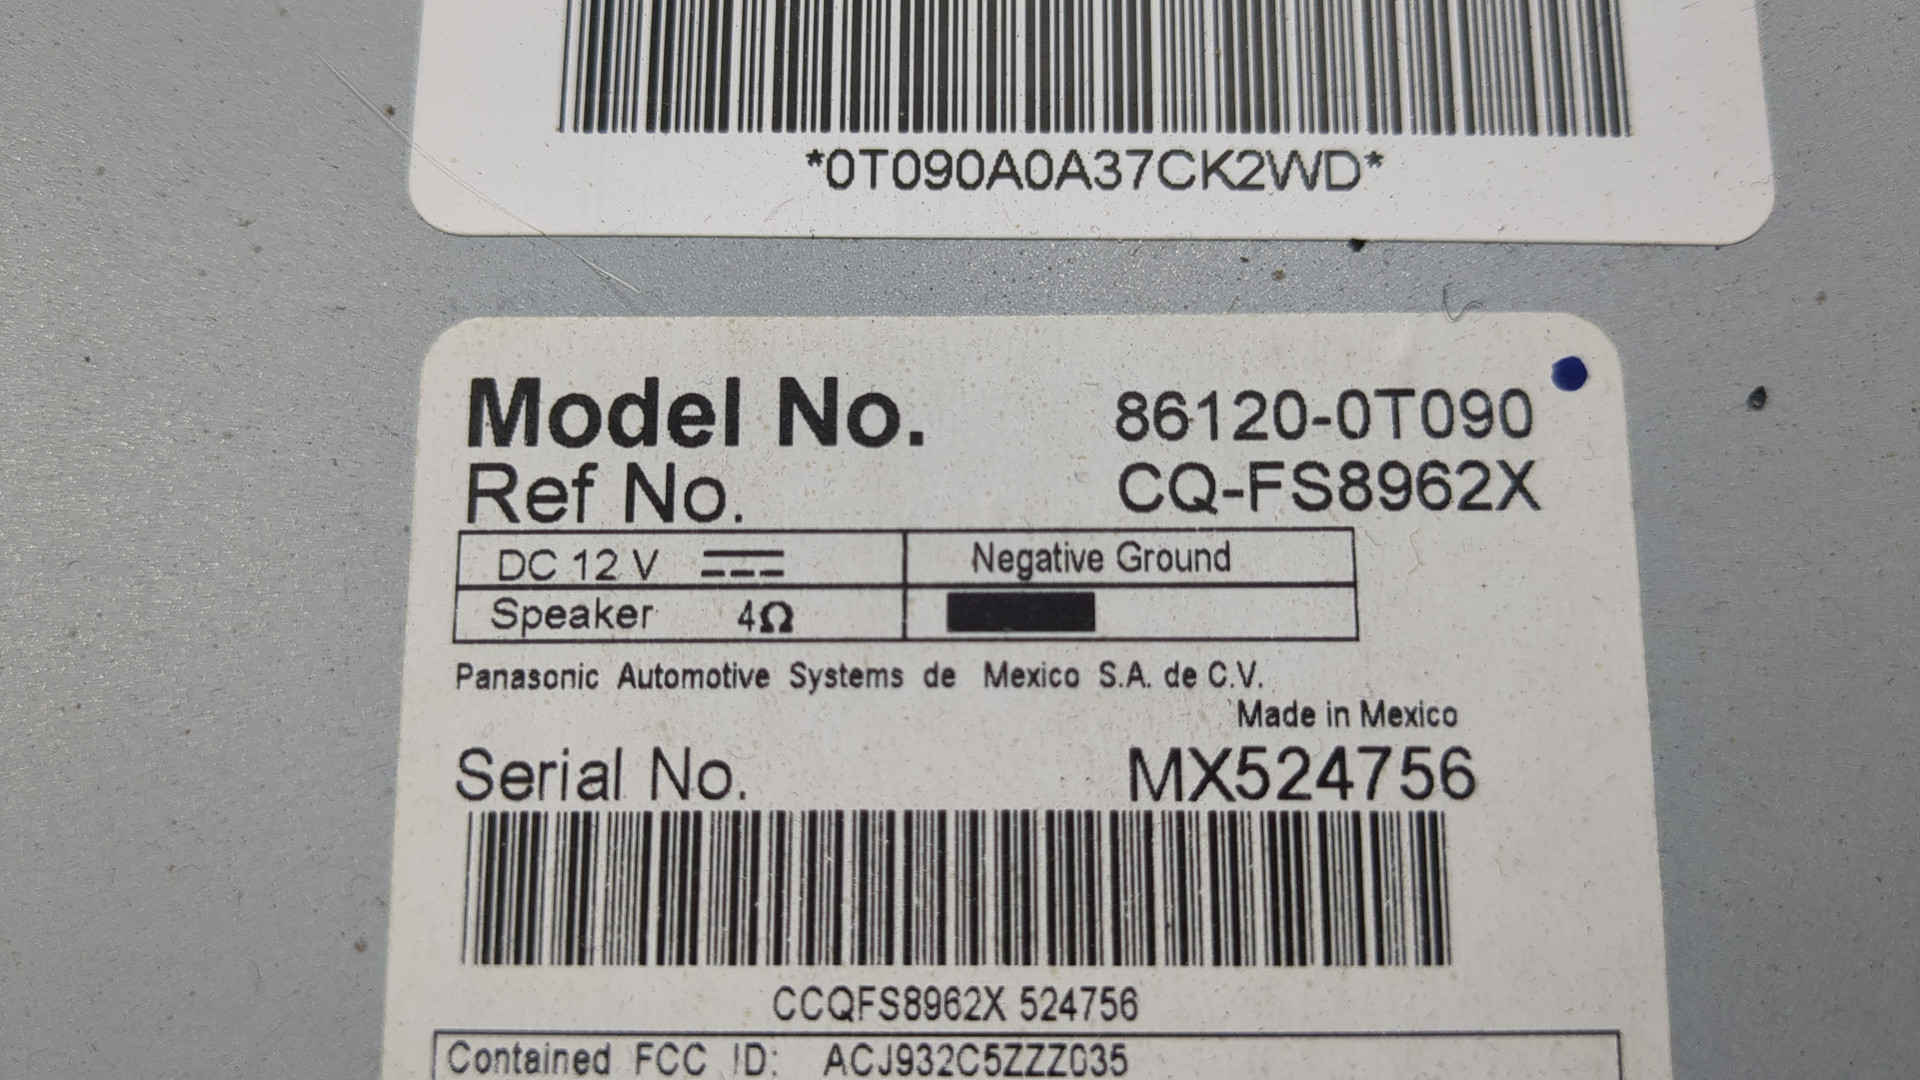 *0T090A0A37CK2WD*
Model No. 86120-0T090
Ref No. CQ-FS8962X
DC 12 V Negative Ground
Speaker 4Ω
Panasonic Automotive Systems de Mexico S.A. de C.V.
Made in Mexico
Serial No. MX524756
CCQFS8962X 524756
Contained FCC ID: ACJ932C5ZZZ035